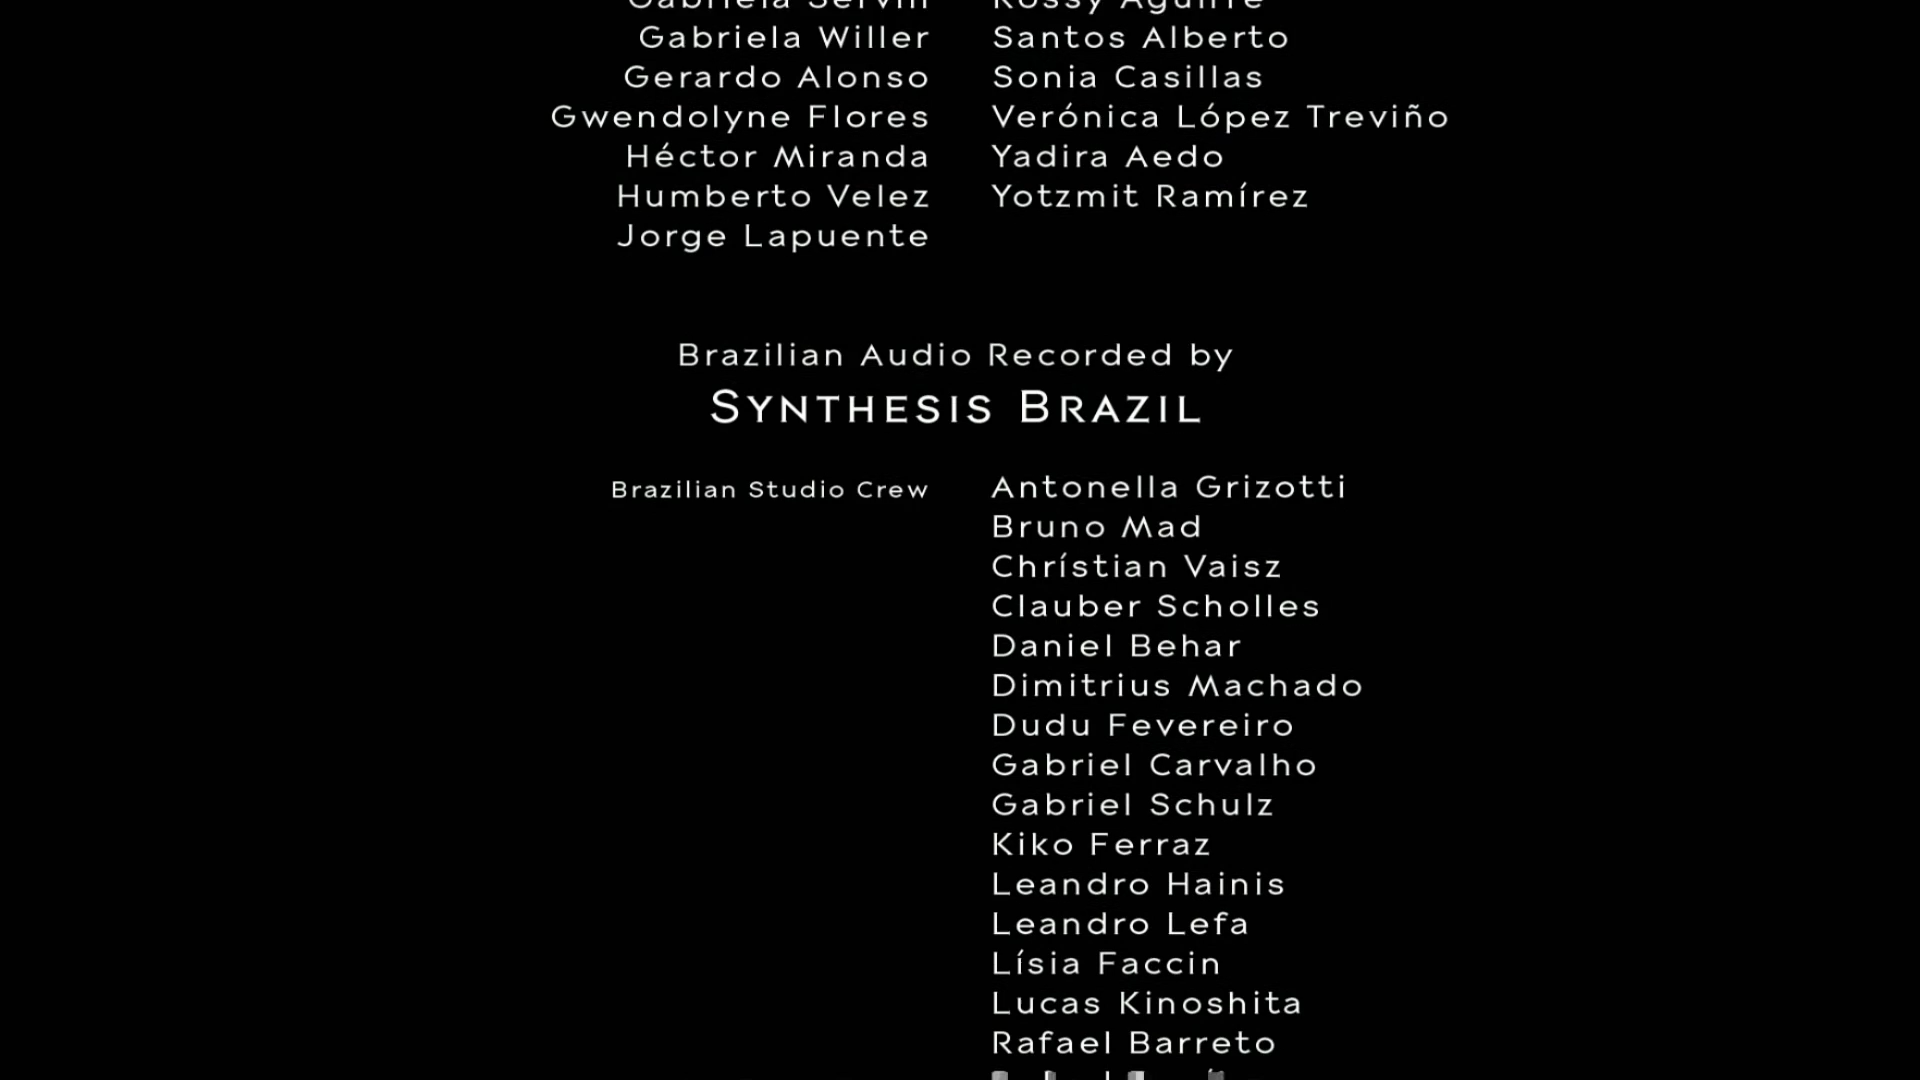 Gabriela Willer
Gerardo Alonso
Gwendolyne Flores
Héctor Miranda
Humberto Velez
Jorge Lapuente
Rossy Aguirre
Santos Alberto
Sonia Casillas
Verónica López Treviño
Yadira Aedo
Yotzmit Ramírez
Brazilian Audio Recorded by
SYNTHESIS BRAZIL
Brazilian Studio Crew
Antonella Grizotti
Bruno Mad
Chrístian Vaisz
Clauber Scholles
Daniel Behar
Dimitrius Machado
Dudu Fevereiro
Gabriel Carvalho
Gabriel Schulz
Kiko Ferraz
Leandro Hainis
Leandro Lefa
Lísia Faccin
Lucas Kinoshita
Rafael Barreto